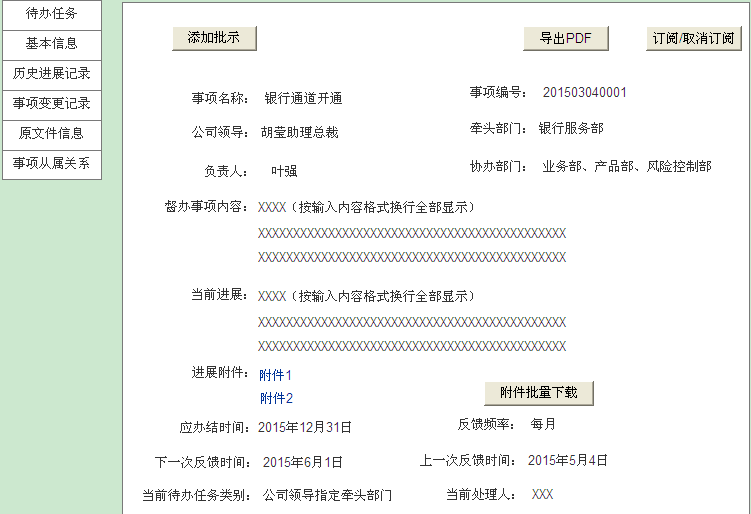 待办任务
基本信息
历史进展记录
事项变更记录
原文件信息
事项从属关系
添加批示 导出PDF 订阅/取消订阅
事项名称： 银行通道开通 事项编号： 201503040001
公司领导： 胡莹助理总裁 牵头部门： 银行服务部
负责人： 叶强 协办部门： 业务部、产品部、风险控制部
督办事项内容： XXXX（按输入内容格式换行全部显示）
XXXXXXXXXXXXXXXXXXXXXXXXXXXXXXXXXXXXXXXXXXXX
XXXXXXXXXXXXXXXXXXXXXXXXXXXXXXXXXXXXXXXXXXXX
当前进展： XXXX（按输入内容格式换行全部显示）
XXXXXXXXXXXXXXXXXXXXXXXXXXXXXXXXXXXXXXXXXXXX
XXXXXXXXXXXXXXXXXXXXXXXXXXXXXXXXXXXXXXXXXXXX
进展附件： 附件1
附件2 附件批量下载
应办结时间： 2015年12月31日 反馈频率： 每月
下一次反馈时间： 2015年6月1日 上一次反馈时间： 2015年5月4日
当前待办任务类别： 公司领导指定牵头部门 当前处理人： XXX